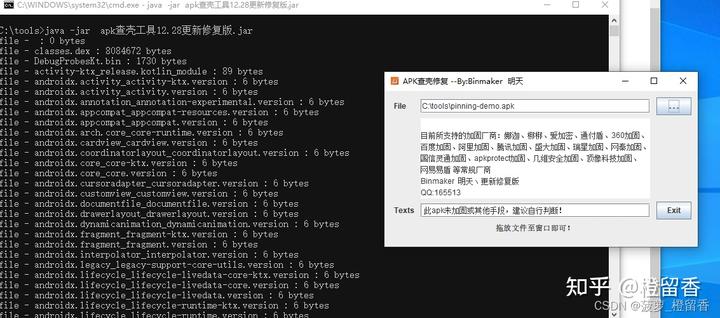 C:\WINDOWS\system32\cmd.exe - java -jar apk查壳工具12.28更新修复版.jar
C:\tools>java -jar  apk查壳工具12.28更新修复版.jar
file -  : 0 bytes
file - classes.dex : 8084672 bytes
file - DebugProbesKt.bin : 1730 bytes
file - activity-ktx_release.kotlin_module : 39 bytes
file - androidx.activity_activity-ktx.version : 6 bytes
file - androidx.activity_activity.version : 6 bytes
file - androidx.annotation_annotation-experimental.version : 6 bytes
file - androidx.appcompat_appcompat-resources.version : 6 bytes
file - androidx.appcompat_appcompat.version : 6 bytes
file - androidx.arch.core_core-runtime.version : 6 bytes
file - androidx.cardview_cardview.version : 6 bytes
file - androidx.coordinatorlayout_coordinatorlayout.version : 6 bytes
file - androidx.core_core-ktx.version : 6 bytes
file - androidx.core_core.version : 6 bytes
file - androidx.cursoradapter_cursoradapter.version : 6 bytes
file - androidx.customview_customview.version : 6 bytes
file - androidx.documentfile_documentfile.version : 6 bytes
file - androidx.drawerlayout_drawerlayout.version : 6 bytes
file - androidx.dynamicanimation_dynamicanimation.version : 6 bytes
file - androidx.fragment_fragment-ktx.version : 6 bytes
file - androidx.fragment_fragment.version : 6 bytes
file - androidx.interpolator_interpolator.version : 6 bytes
file - androidx.legacy_legacy-support-core-utils.version : 6 bytes
file - androidx.lifecycle_lifecycle-livedata-core-ktx.version : 6 bytes
file - androidx.lifecycle_lifecycle-livedata-core.version : 6 bytes
file - androidx.lifecycle_lifecycle-livedata.version : 6 bytes
file - androidx.lifecycle_lifecycle-runtime-ktx.version : 6 bytes
file - androidx.lifecycle_lifecycle-runtime.version : 6 bytes
APK查壳修复 --By:Binmaker 明天
File C:\tools\pinning-demo.apk ...
目前所支持的加固厂商：娜迦、梆梆、爱加密、通付盾、360加固、
百度加固、阿里加固、腾讯加固、盛大加固、瑞星加固、网秦加固、
国信灵通加固、apkprotect加固、几维安全加固、顶像科技加固、
网易易盾 等常规厂商
Binmaker 明天丶更新修复版
QQ:165513
Texts 此apk未加固或其他手段，建议自行判断！ Exit
拖放文件至窗口即可！
知乎 @橙留香
CSDN @菠萝_橙留香